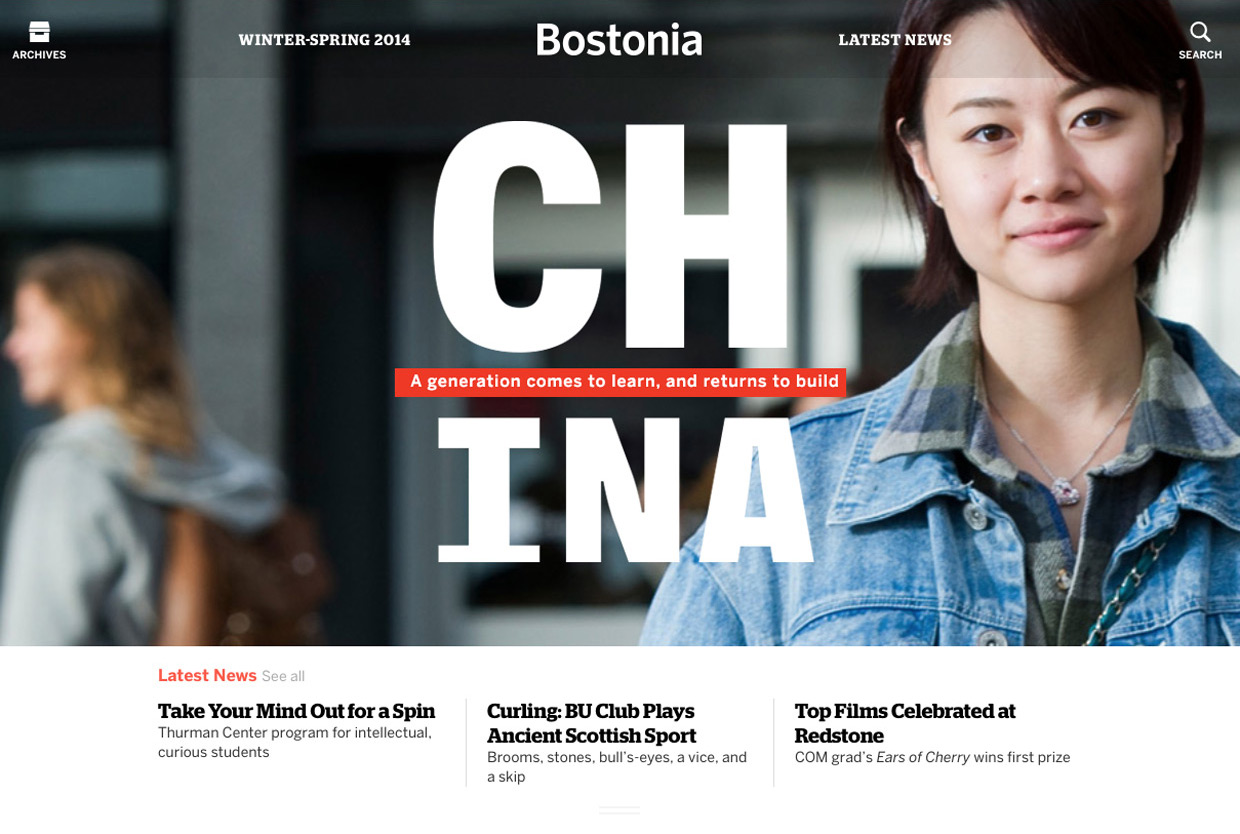 ARCHIVES
WINTER-SPRING 2014
Bostonia
LATEST NEWS
SEARCH
CH
A generation comes to learn, and returns to build
INA
Latest News See all
Take Your Mind Out for a Spin
Thurman Center program for intellectual,
curious students
Curling: BU Club Plays
Ancient Scottish Sport
Brooms, stones, bull's-eyes, a vice, and
a skip
Top Films Celebrated at
Redstone
COM grad's Ears of Cherry wins first prize